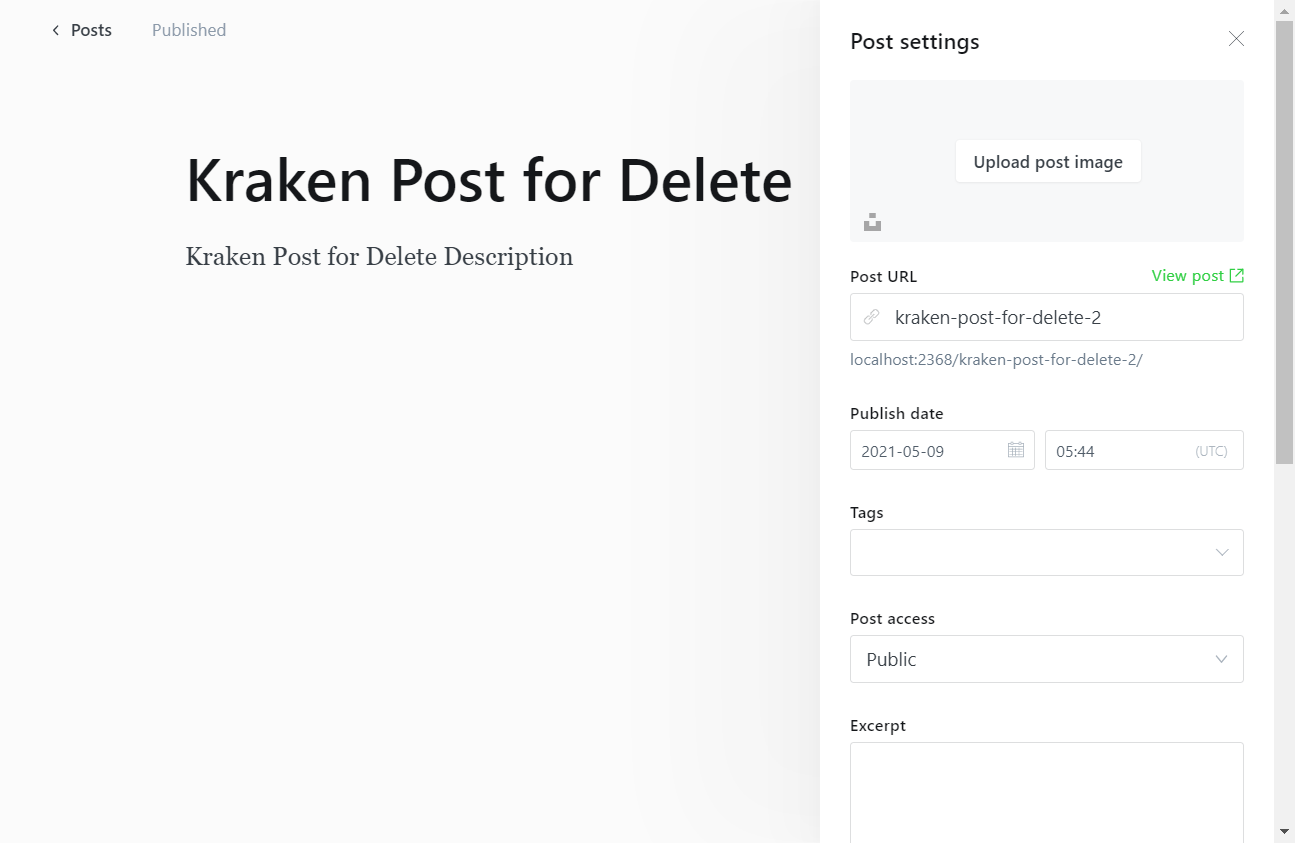 Posts
Published
Kraken Post for Delete
Kraken Post for Delete Description
Post settings
Upload post image
Post URL
View post
kraken-post-for-delete-2
localhost:2368/kraken-post-for-delete-2/
Publish date
2021-05-09
05:44
(UTC)
Tags
Post access
Public
Excerpt